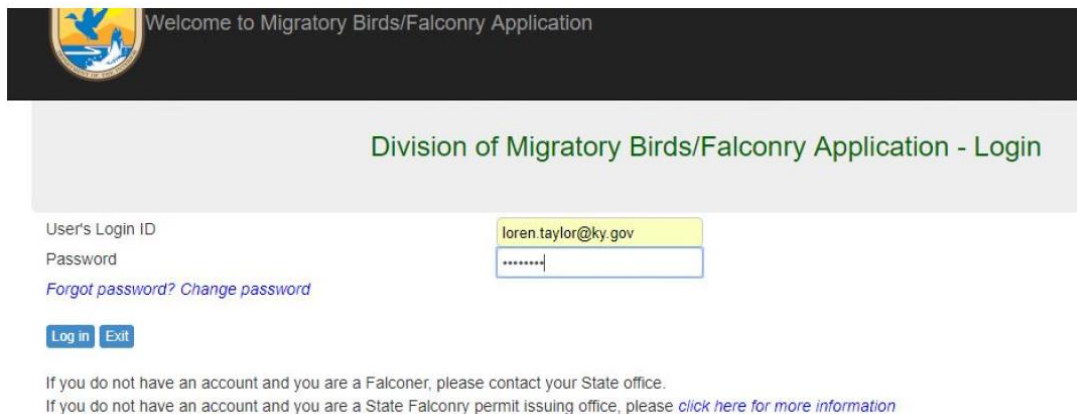 Welcome to Migratory Birds/Falconry Application
Division of Migratory Birds/Falconry Application - Login
User's Login ID
loren.taylor@ky.gov
Password
••••••••
Forgot password? Change password
Log in Exit
If you do not have an account and you are a Falconer, please contact your State office.
If you do not have an account and you are a State Falconry permit issuing office, please click here for more information